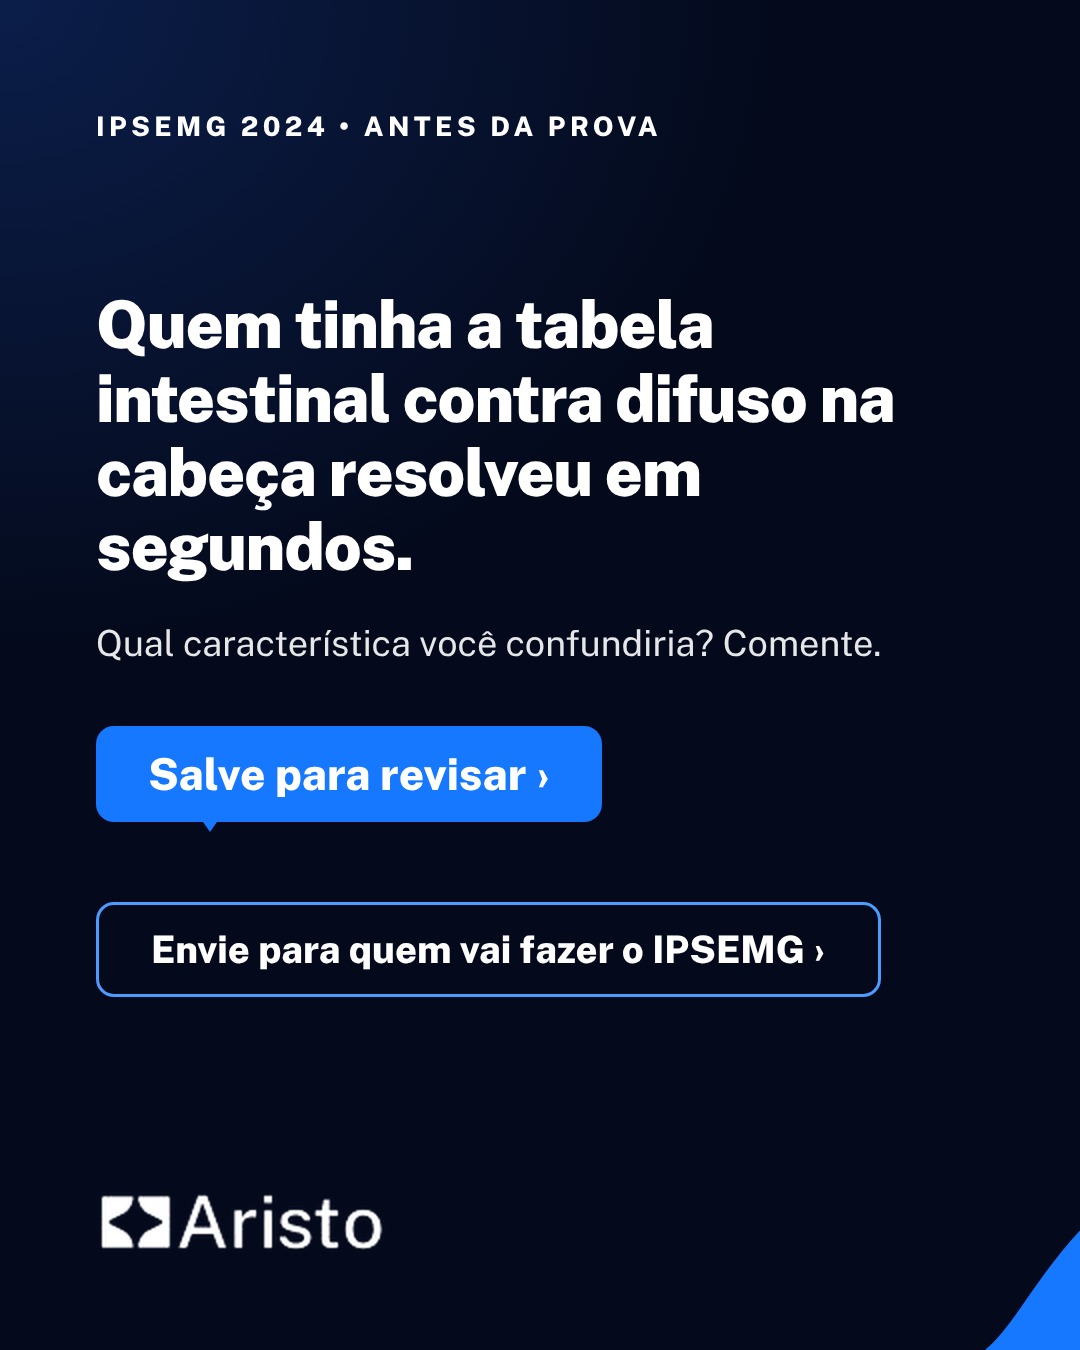 IPSEMG 2024 • ANTES DA PROVA
Quem tinha a tabela
intestinal contra difuso na
cabeça resolveu em
segundos.
Qual característica você confundiria? Comente.
Salve para revisar ›
Envie para quem vai fazer o IPSEMG ›
Aristo